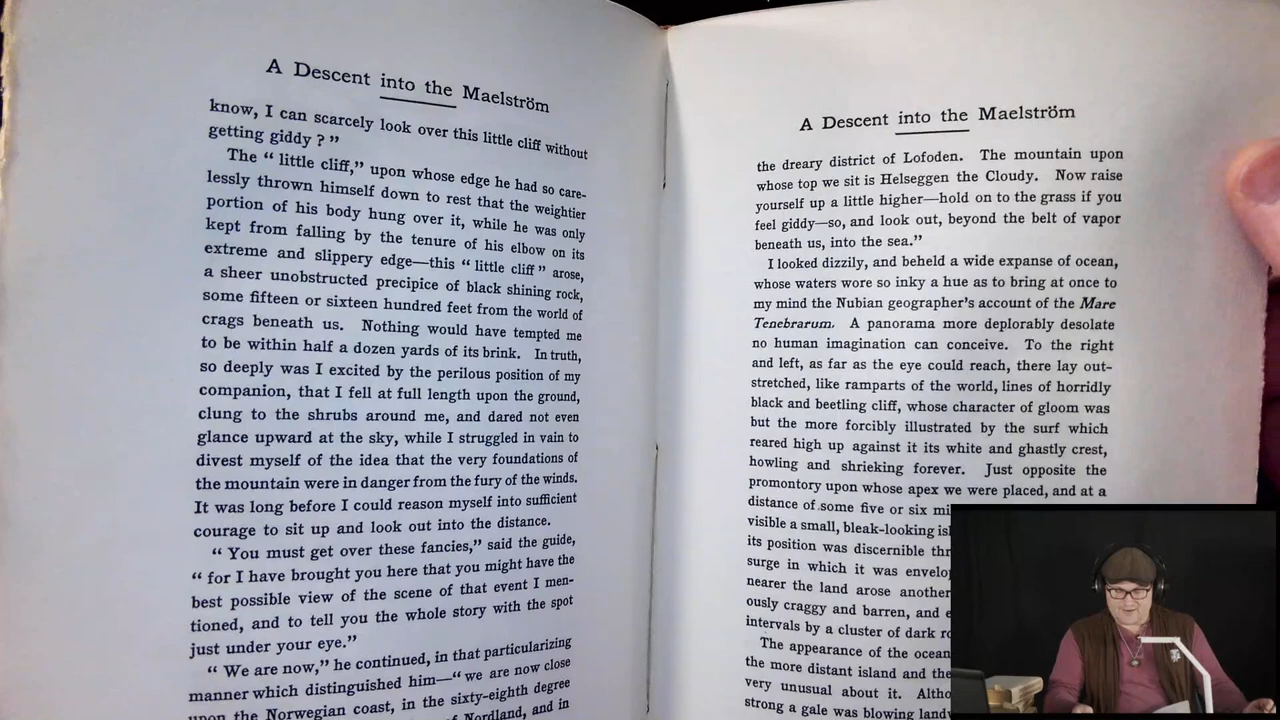 A Descent into the Maelström
know, I can scarcely look over this little cliff without
getting giddy ? ”
The “ little cliff,” upon whose edge he had so care-
lessly thrown himself down to rest that the weightier
portion of his body hung over it, while he was only
kept from falling by the tenure of his elbow on its
extreme and slippery edge—this “ little cliff ” arose,
a sheer unobstructed precipice of black shining rock,
some fifteen or sixteen hundred feet from the world of
crags beneath us. Nothing would have tempted me
to be within half a dozen yards of its brink. In truth,
so deeply was I excited by the perilous position of my
companion, that I fell at full length upon the ground,
clung to the shrubs around me, and dared not even
glance upward at the sky, while I struggled in vain to
divest myself of the idea that the very foundations of
the mountain were in danger from the fury of the winds.
It was long before I could reason myself into sufficient
courage to sit up and look out into the distance.
“ You must get over these fancies,” said the guide,
“ for I have brought you here that you might have the
best possible view of the scene of that event I men-
tioned, and to tell you the whole story with the spot
just under your eye.”
“ We are now,” he continued, in that particularizing
manner which distinguished him—“ we are now close
upon the Norwegian coast, in the sixty-eighth degree
Nordland, and in
A Descent into the Maelström
the dreary district of Lofoden. The mountain upon
whose top we sit is Helseggen the Cloudy. Now raise
yourself up a little higher—hold on to the grass if you
feel giddy—so, and look out, beyond the belt of vapor
beneath us, into the sea.”
I looked dizzily, and beheld a wide expanse of ocean,
whose waters wore so inky a hue as to bring at once to
my mind the Nubian geographer’s account of the Mare
Tenebrarum. A panorama more deplorably desolate
no human imagination can conceive. To the right
and left, as far as the eye could reach, there lay out-
stretched, like ramparts of the world, lines of horridly
black and beetling cliff, whose character of gloom was
but the more forcibly illustrated by the surf which
reared high up against it its white and ghastly crest,
howling and shrieking forever. Just opposite the
promontory upon whose apex we were placed, and at a
distance of some five or six mi
visible a small, bleak-looking isl
its position was discernible thr
surge in which it was envelo
nearer the land arose another
ously craggy and barren, and e
intervals by a cluster of dark ro
The appearance of the ocean
the more distant island and the
very unusual about it. Altho
strong a gale was blowing landw